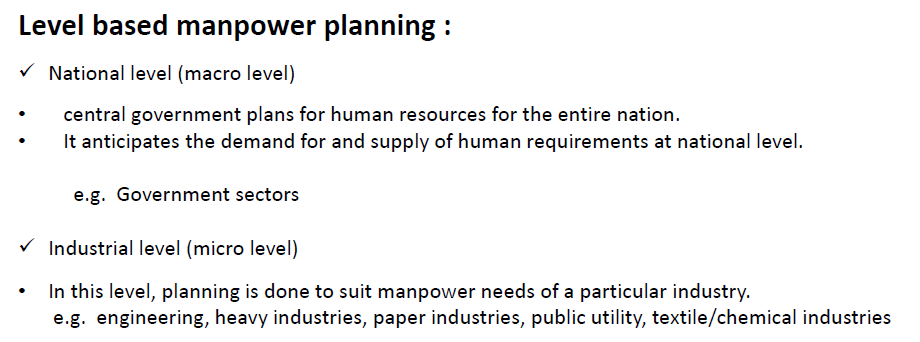 Level based manpower planning :
✓ National level (macro level)
• central government plans for human resources for the entire nation.
• It anticipates the demand for and supply of human requirements at national level.
e.g. Government sectors
✓ Industrial level (micro level)
• In this level, planning is done to suit manpower needs of a particular industry.
e.g. engineering, heavy industries, paper industries, public utility, textile/chemical industries